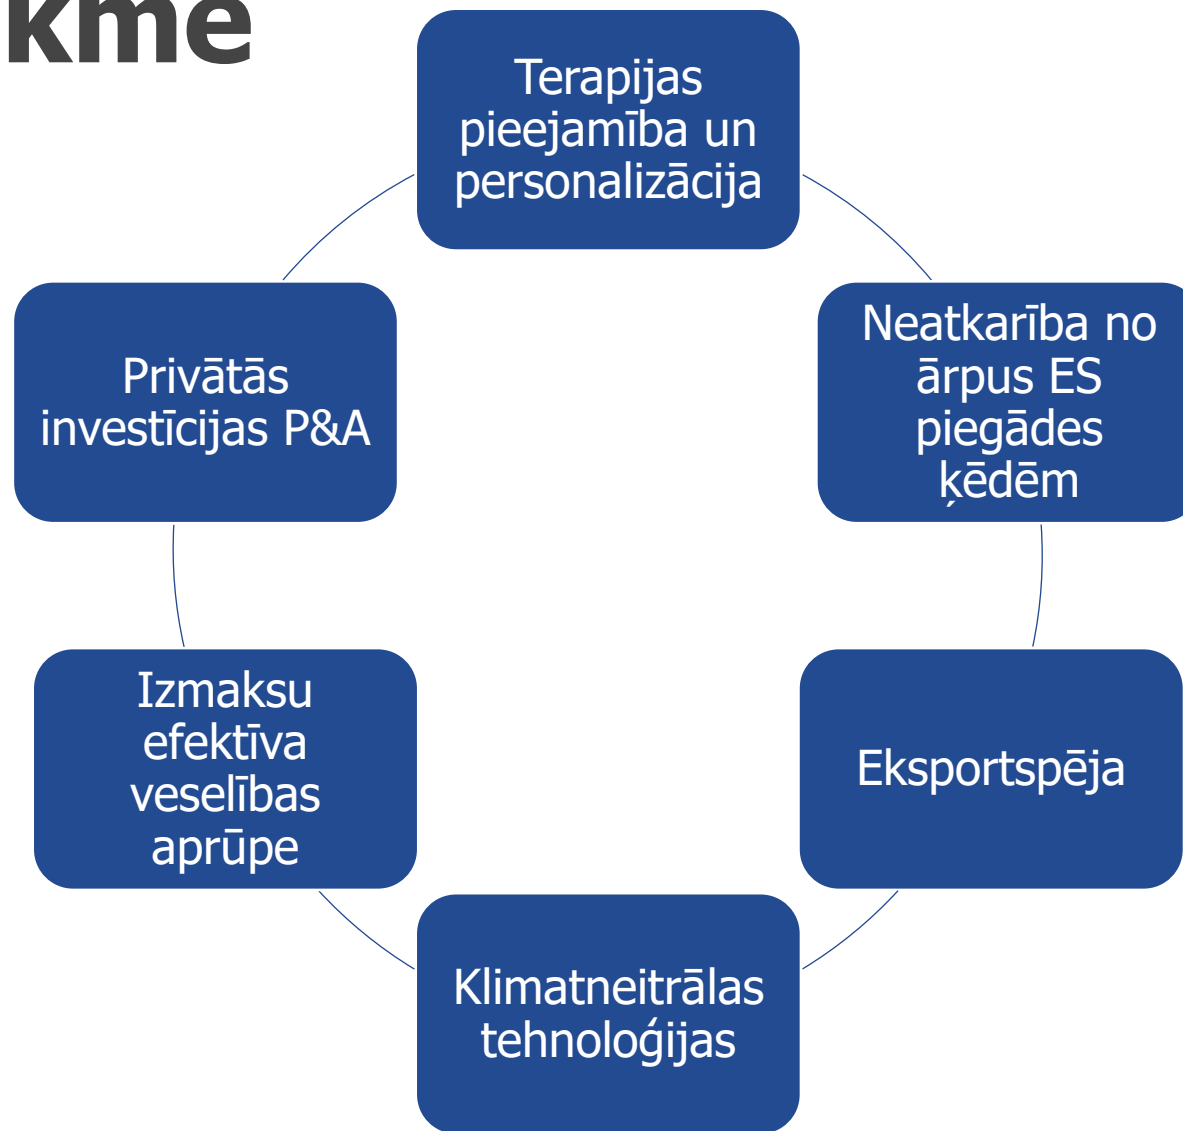 kme
Terapijas
pieejamība un
personalizācija
Neatkarība no
ārpus ES
piegādes
ķēdēm
Eksportspēja
Klimatneitrālas
tehnoloģijas
Izmaksu
efektīva
veselības
aprūpe
Privātās
investīcijas P&A